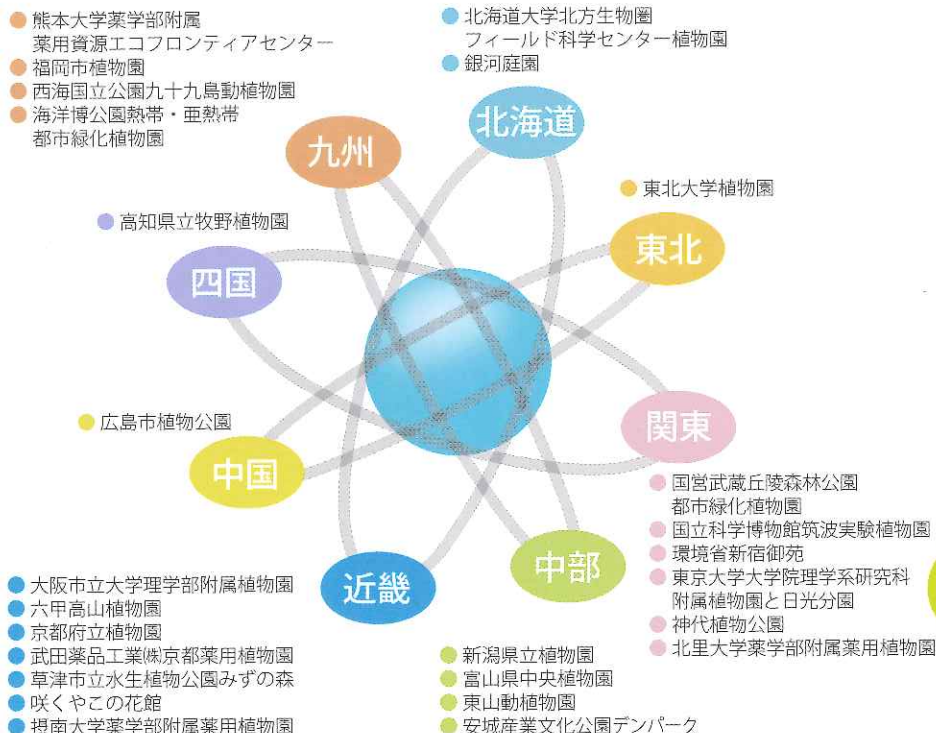 熊本大学薬学部附属
薬用資源エコフロンティアセンター
福岡市植物園
西海国立公園九十九島動植物園
海洋博公園熱帯・亜熱帯
都市緑化植物園
九州
北海道大学北方生物圏
フィールド科学センター植物園
銀河庭園
北海道
東北大学植物園
東北
高知県立牧野植物園
四国
広島市植物公園
中国
関東
国営武蔵丘陵森林公園
都市緑化植物園
国立科学博物館筑波実験植物園
環境省新宿御苑
東京大学大学院理学系研究科
附属植物園と日光分園
神代植物公園
北里大学薬学部附属薬用植物園
近畿
大阪市立大学理学部附属植物園
六甲高山植物園
京都府立植物園
武田薬品工業㈱京都薬用植物園
草津市立水生植物公園みずの森
咲くやこの花館
摂南大学薬学部附属薬用植物園
中部
新潟県立植物園
富山県中央植物園
東山動植物園
安城産業文化公園デンパーク